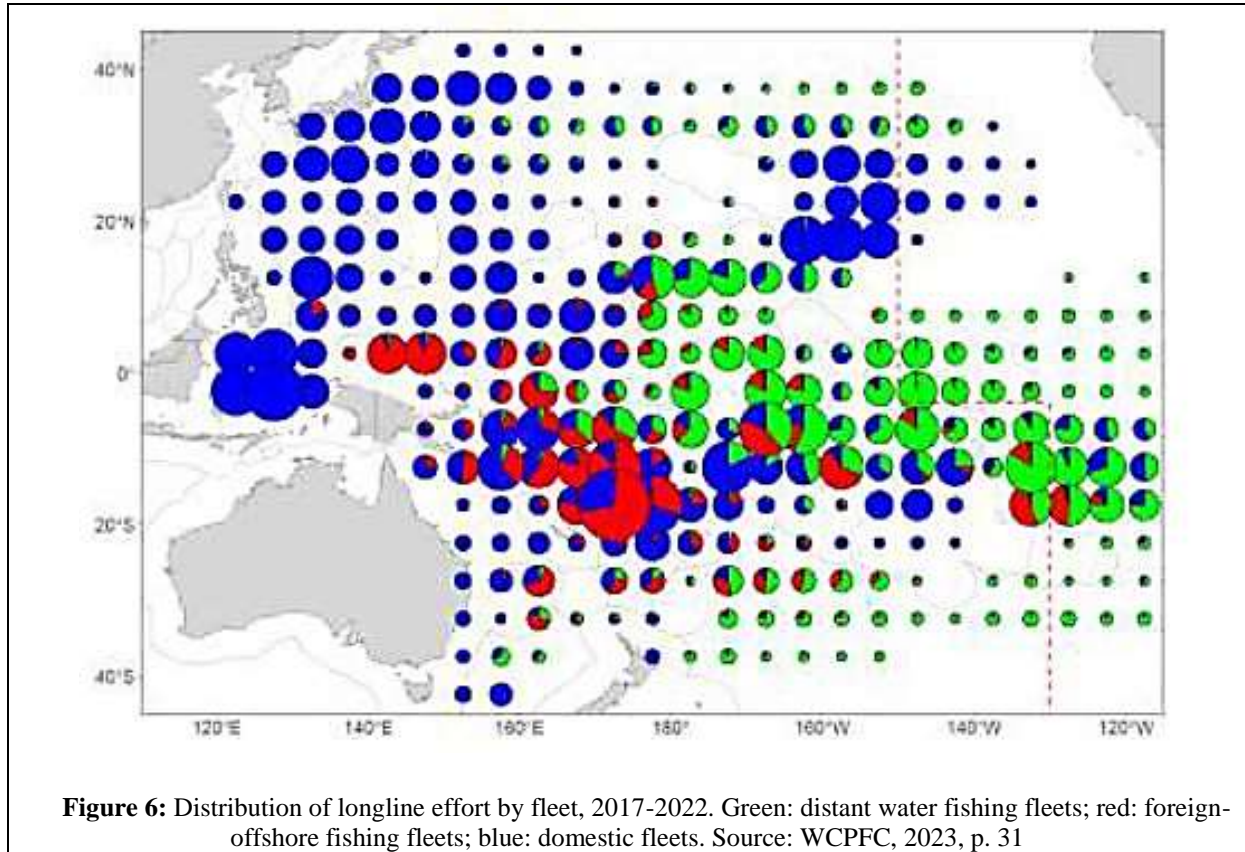 40°N
20°N
0°
20°S
40°S
120°E 140°E 160°E 180° 160°W 140°W 120°W
Figure 6: Distribution of longline effort by fleet, 2017-2022. Green: distant water fishing fleets; red: foreign-
offshore fishing fleets; blue: domestic fleets. Source: WCPFC, 2023, p. 31